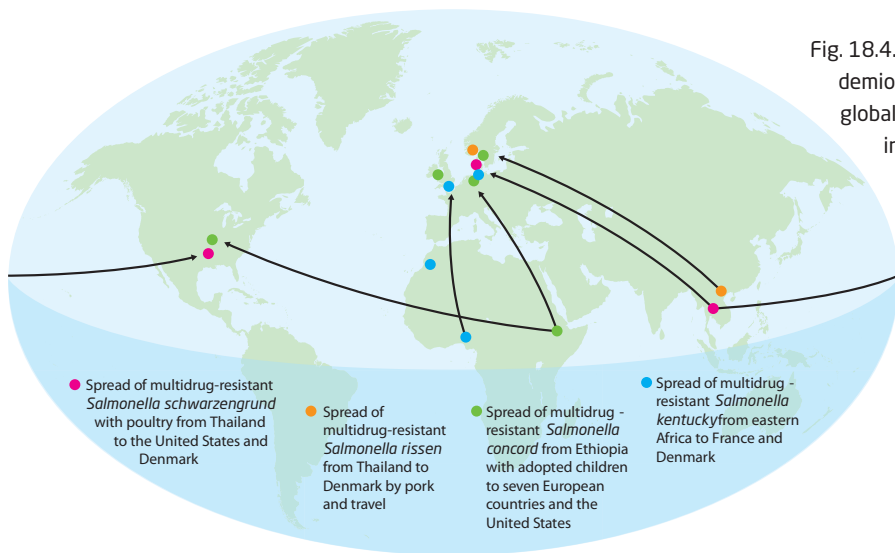 Fig. 18.4.
demio
global
in
Spread of multidrug-resistant
Salmonella schwarzengrund
with poultry from Thailand
to the United States and
Denmark
Spread of
multidrug-resistant
Salmonella rissen
from Thailand to
Denmark by pork
and travel
Spread of multidrug -
resistant Salmonella
concord from Ethiopia
with adopted children
to seven European
countries and the
United States
Spread of multidrug -
resistant Salmonella
kentuckyfrom eastern
Africa to France and
Denmark